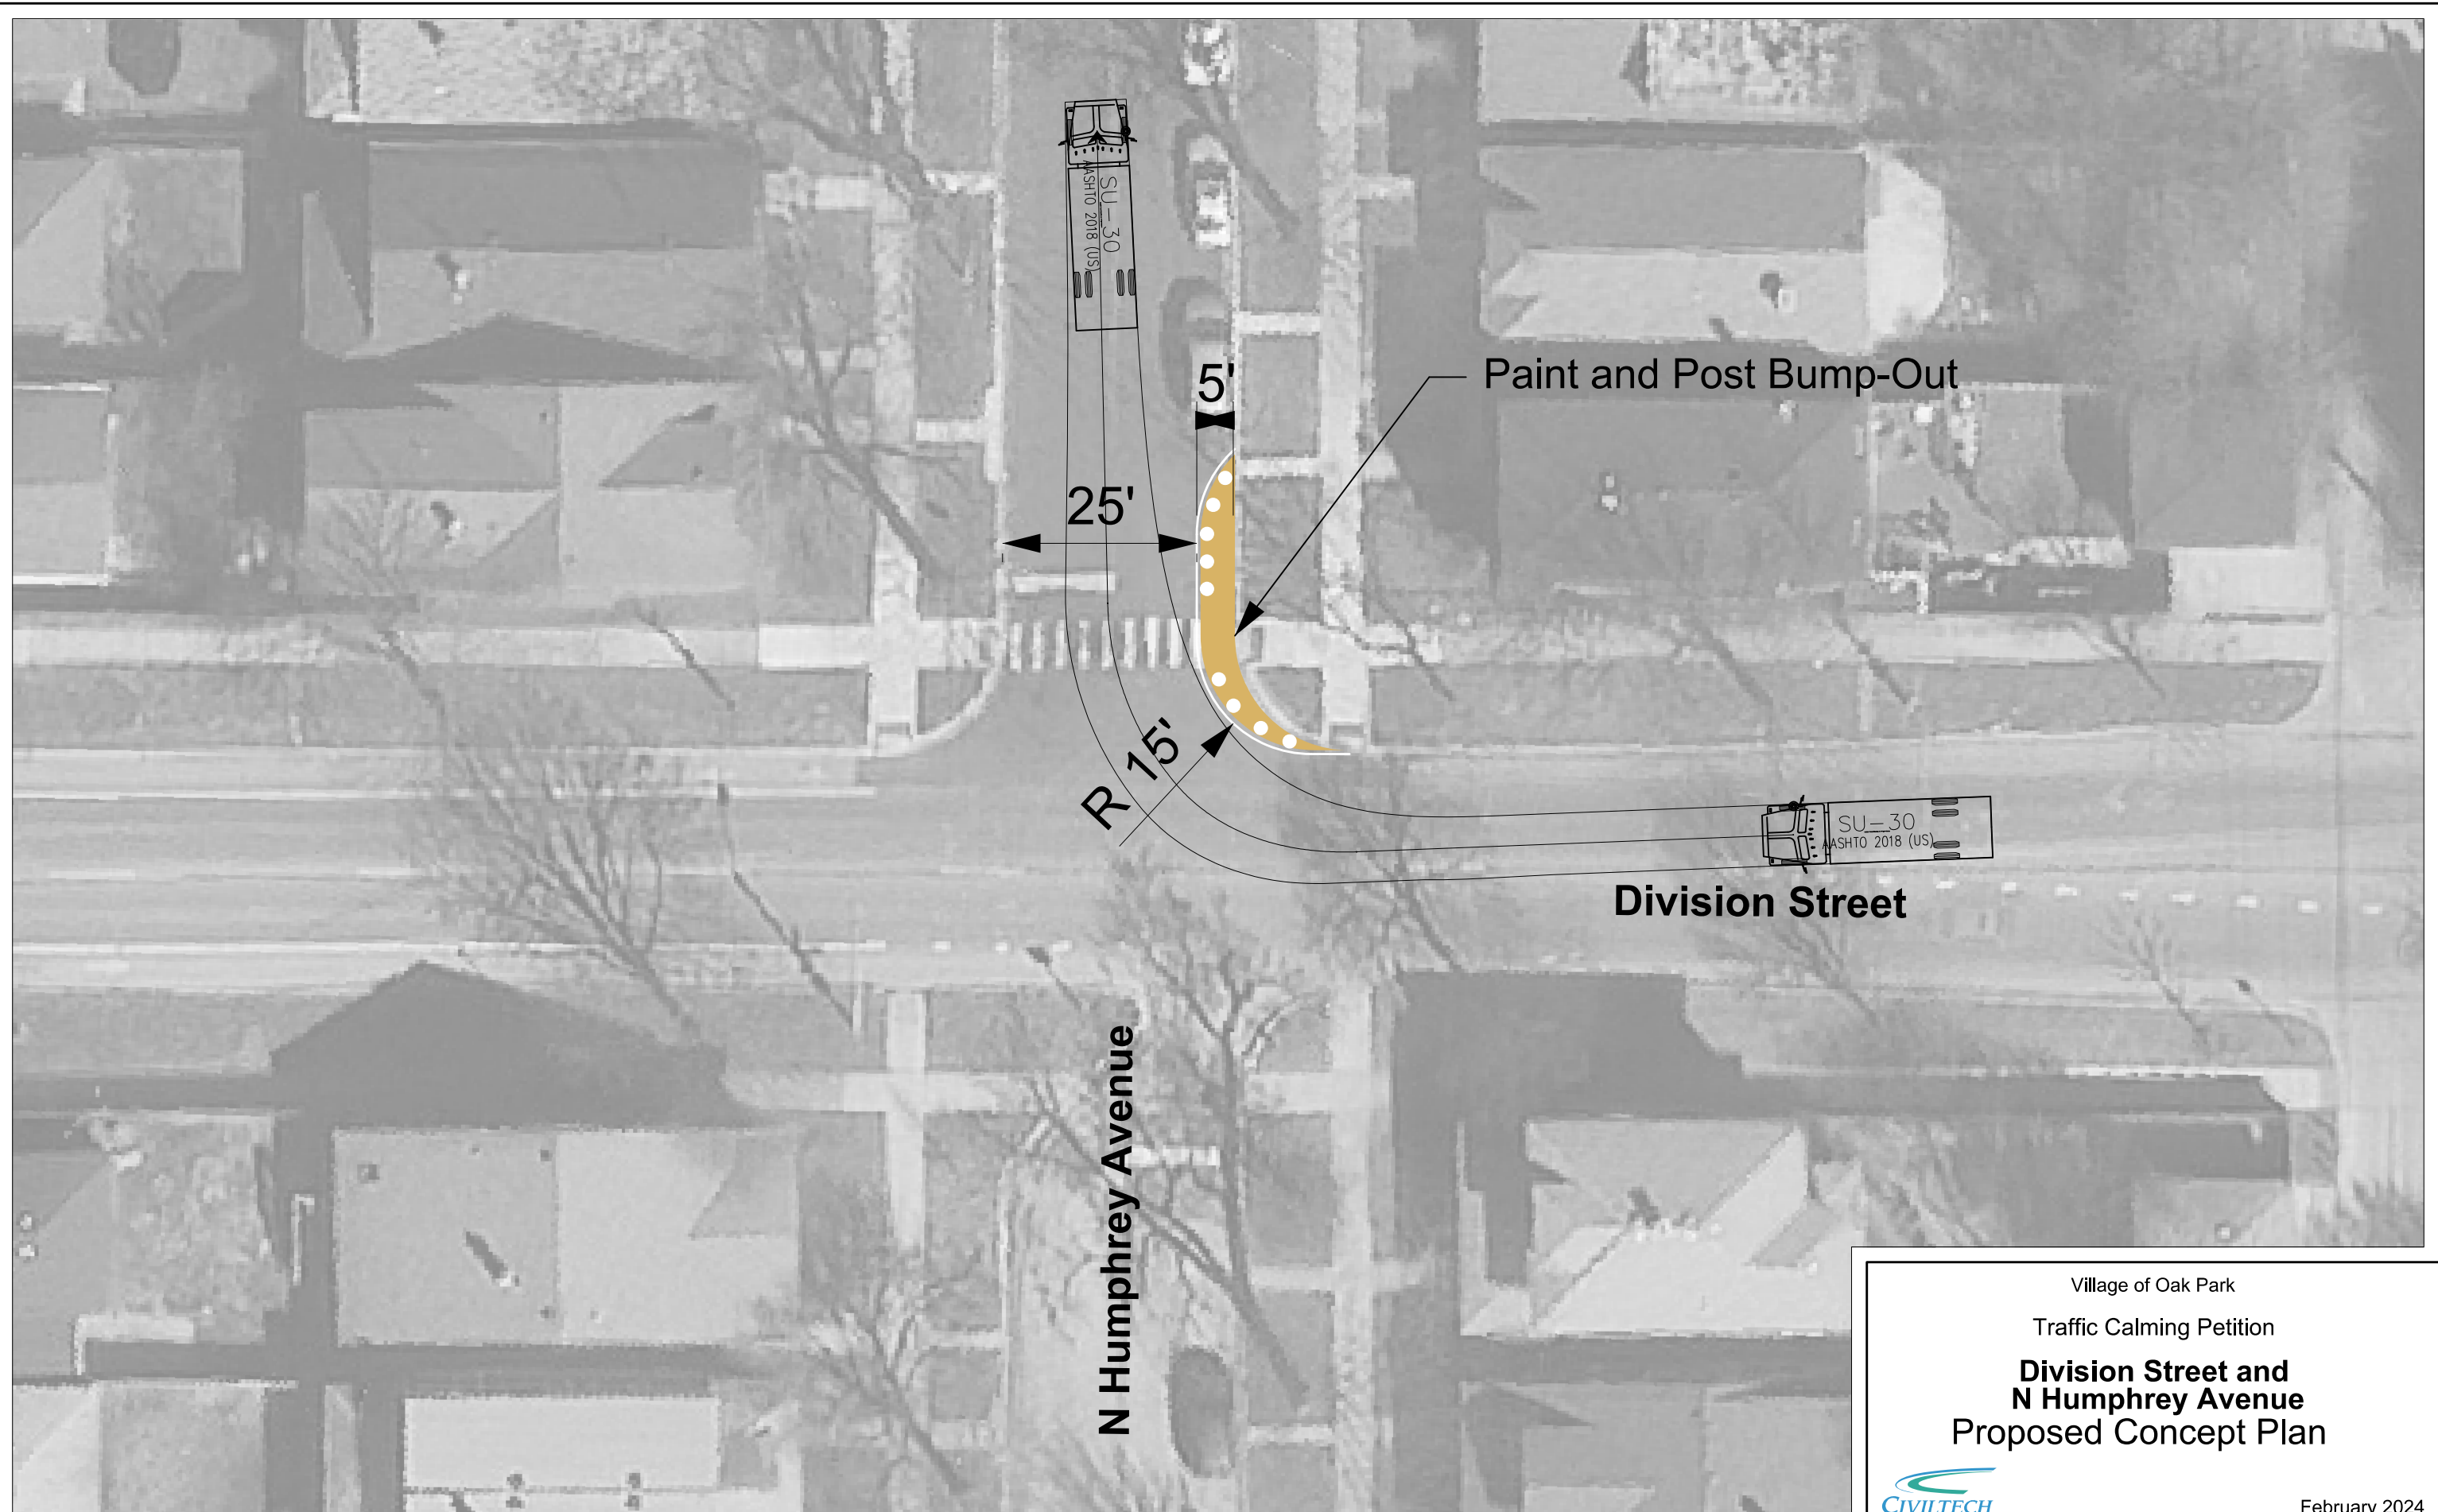 SU-30
AASHTO 2018 (US)
5'
Paint and Post Bump-Out
25'
R 15'
SU-30
AASHTO 2018 (US)
Division Street
N Humphrey Avenue
Village of Oak Park
Traffic Calming Petition
Division Street and
N Humphrey Avenue
Proposed Concept Plan
CIVILTECH
February 2024